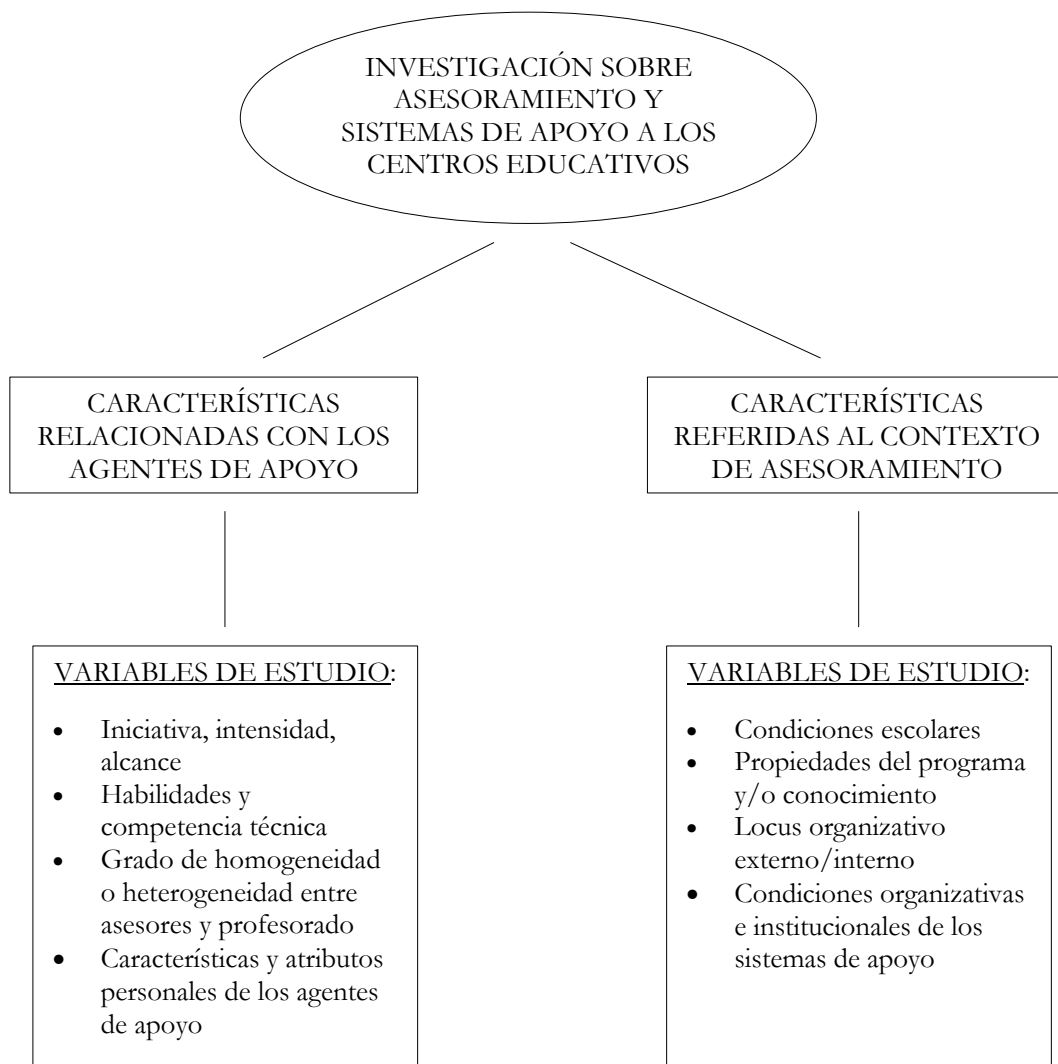 INVESTIGACIÓN SOBRE
ASESORAMIENTO Y
SISTEMAS DE APOYO A LOS
CENTROS EDUCATIVOS
CARACTERÍSTICAS
RELACIONADAS CON LOS
AGENTES DE APOYO
CARACTERÍSTICAS
REFERIDAS AL CONTEXTO
DE ASESORAMIENTO
VARIABLES DE ESTUDIO:
• Iniciativa, intensidad,
alcance
• Habilidades y
competencia técnica
• Grado de homogeneidad
o heterogeneidad entre
asesores y profesorado
• Características y atributos
personales de los agentes
de apoyo
VARIABLES DE ESTUDIO:
• Condiciones escolares
• Propiedades del programa
y/o conocimiento
• Locus organizativo
externo/interno
• Condiciones organizativas
e institucionales de los
sistemas de apoyo